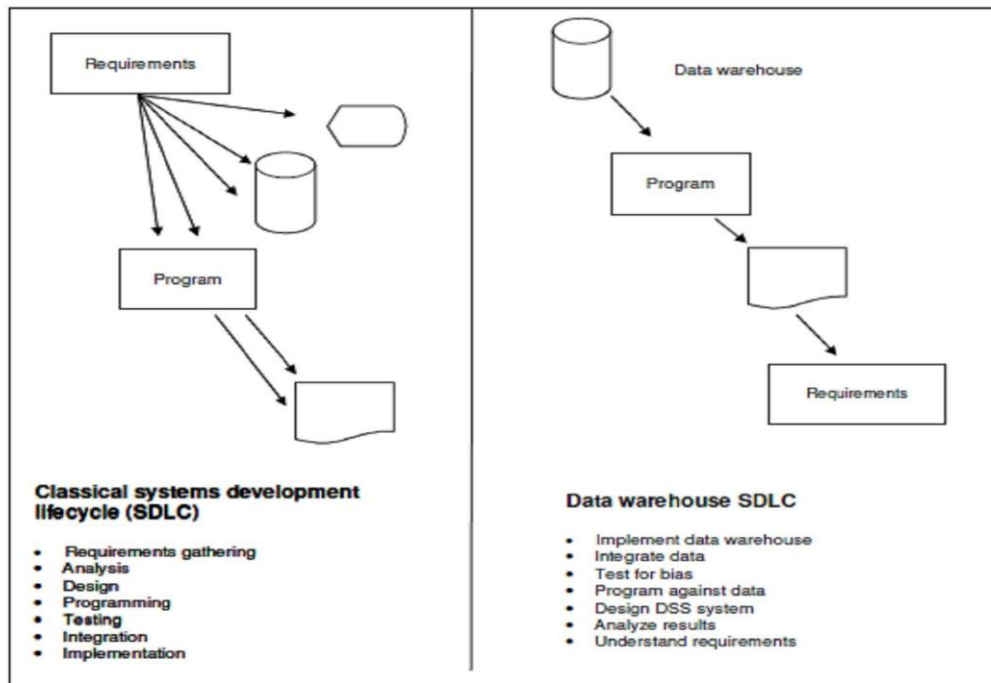 Requirements
Program
Classical systems development
lifecycle (SDLC)
• Requirements gathering
• Analysis
• Design
• Programming
• Testing
• Integration
• Implementation
Data warehouse
Program
Requirements
Data warehouse SDLC
• Implement data warehouse
• Integrate data
• Test for bias
• Program against data
• Design DSS system
• Analyze results
• Understand requirements